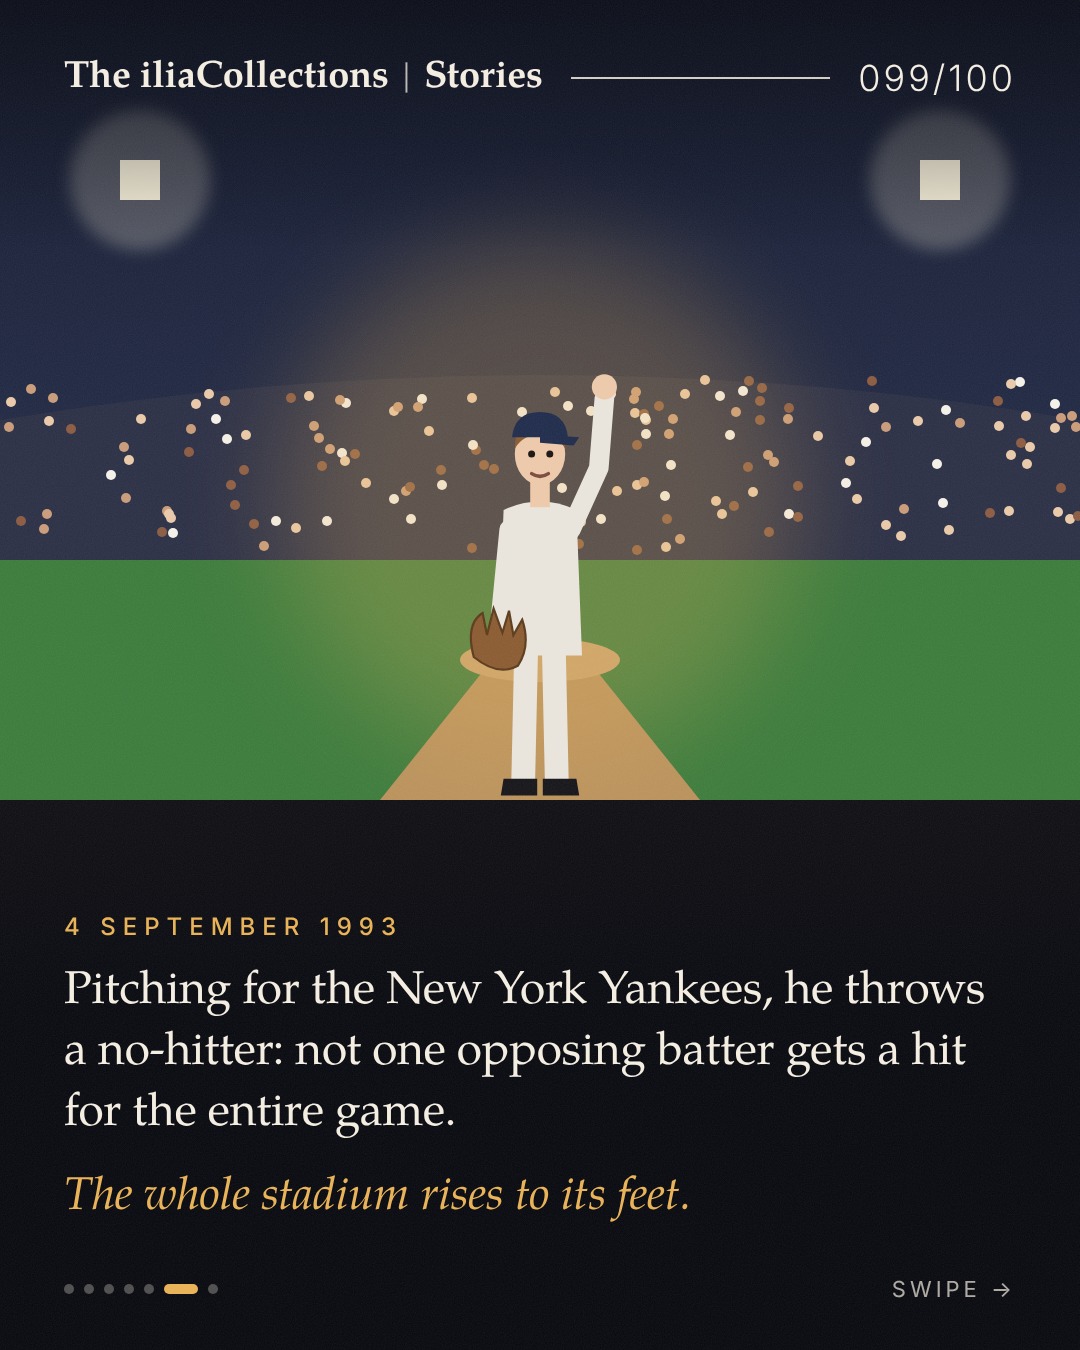 The iliaCollections | Stories 099/100
4 SEPTEMBER 1993
Pitching for the New York Yankees, he throws
a no-hitter: not one opposing batter gets a hit
for the entire game.
The whole stadium rises to its feet.
SWIPE →